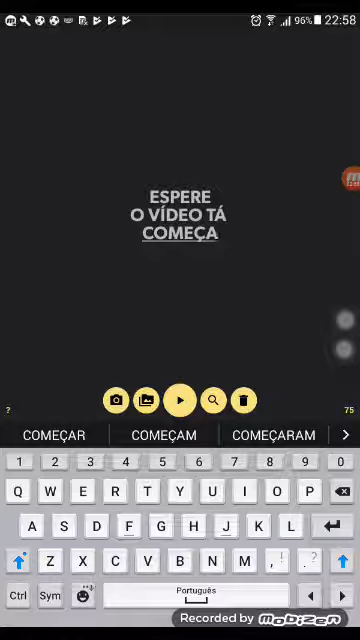 96% 22:58
ESPERE
O VÍDEO TÁ
COMEÇA
? 75
COMEÇAR COMEÇAM COMEÇARAM
1 2 3 4 5 6 7 8 9 0
Q W E R T Y U I O P
A S D F G H J K L
Z X C V B N M , ! . ?
Ctrl Sym Português
Recorded by mobizen